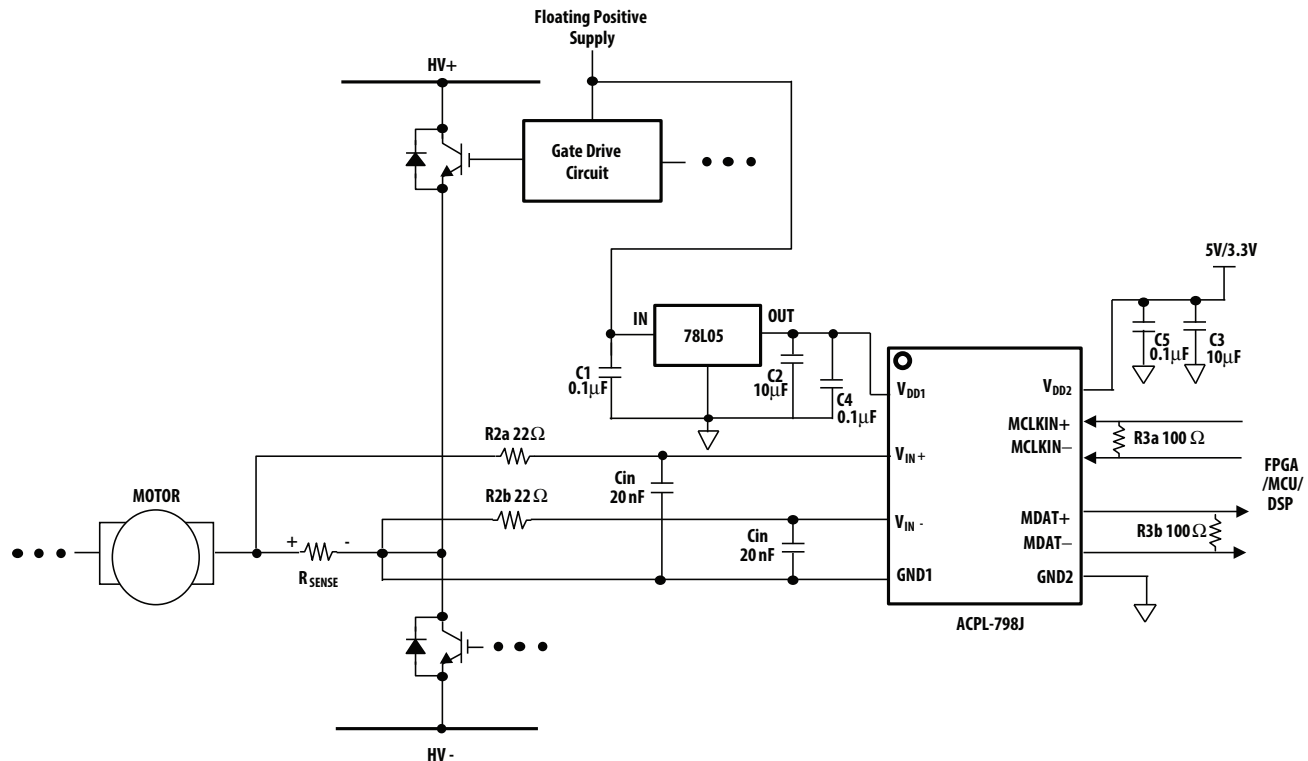 Floating Positive
Supply
HV+
Gate Drive
Circuit
5V/3.3V
IN
78L05
OUT
C1
0.1µF
C2
10µF
C4
0.1µF
C5
0.1µF
C3
10µF
VDD1
VDD2
MCLKIN+
MCLKIN−
R3a 100 Ω
R2a 22Ω
VIN+
Cin
20 nF
FPGA
/MCU/
DSP
MOTOR
R2b 22Ω
VIN -
Cin
20 nF
MDAT+
MDAT−
R3b 100Ω
+
-
RSENSE
GND1
GND2
ACPL-798J
HV -